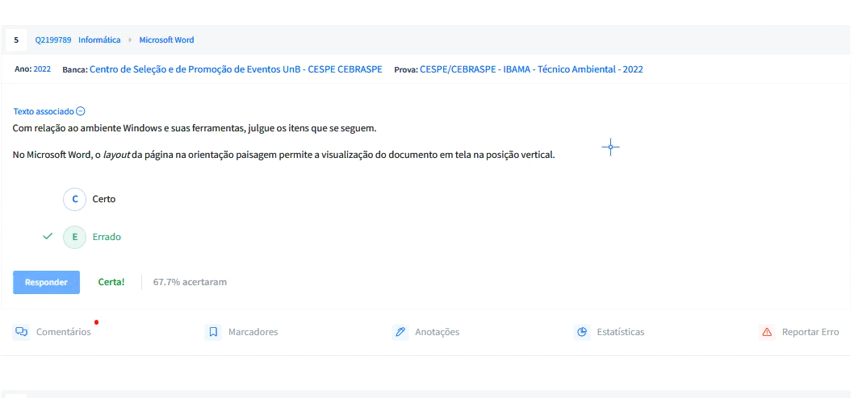 5 Q2199789 Informática > Microsoft Word
Ano: 2022 Banca: Centro de Seleção e de Promoção de Eventos UnB - CESPE CEBRASPE Prova: CESPE/CEBRASPE - IBAMA - Técnico Ambiental - 2022
Texto associado
Com relação ao ambiente Windows e suas ferramentas, julgue os itens que se seguem.
No Microsoft Word, o layout da página na orientação paisagem permite a visualização do documento em tela na posição vertical.
C Certo
E Errado
Responder Certa! 67.7% acertaram
Comentários Marcadores Anotações Estatísticas Reportar Erro